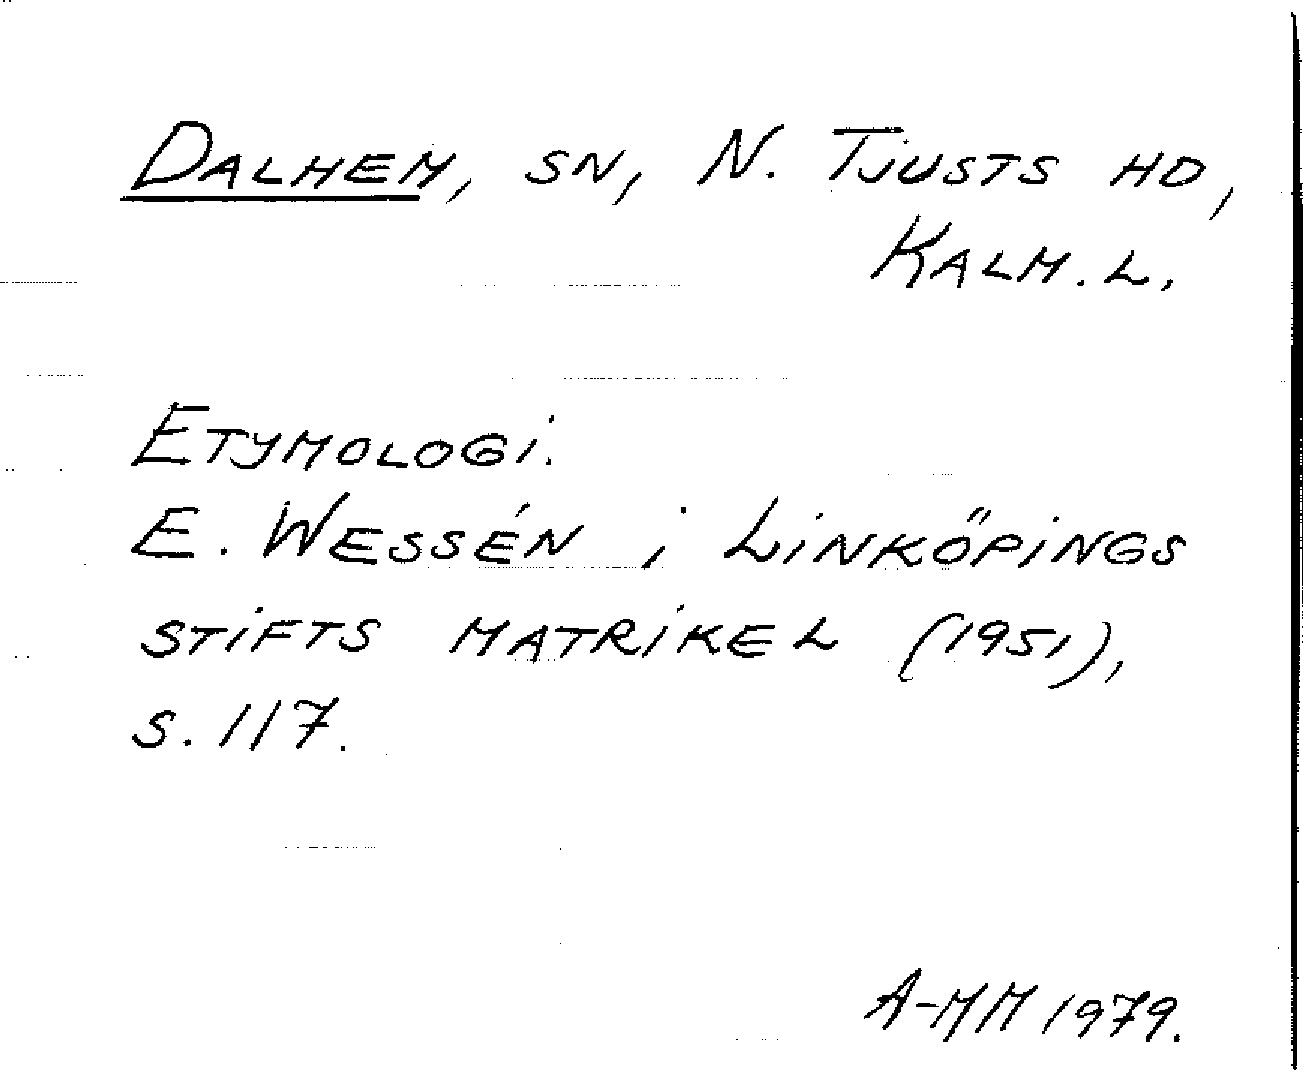 Dalhem, sn, N. Tjusts hd,
Kalm. l.
Etymologi.
E. Wessén i Linköpings
stifts matrikel (1951),
s. 117.
A-MM 1979.